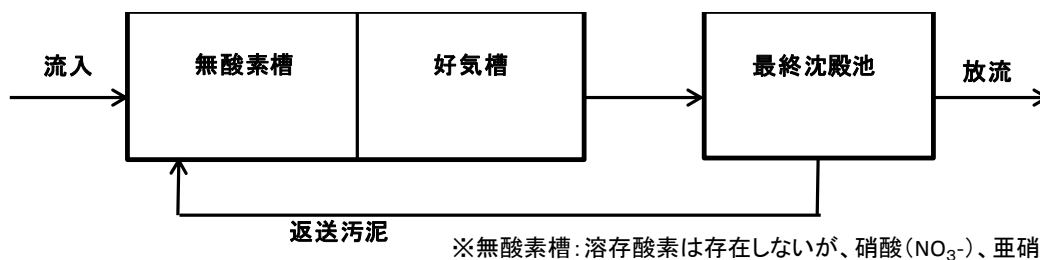 流入
無酸素槽
好気槽
最終沈殿池
放流
返送汚泥
※無酸素槽:溶存酸素は存在しないが、硝酸(NO₃-)、亜硝